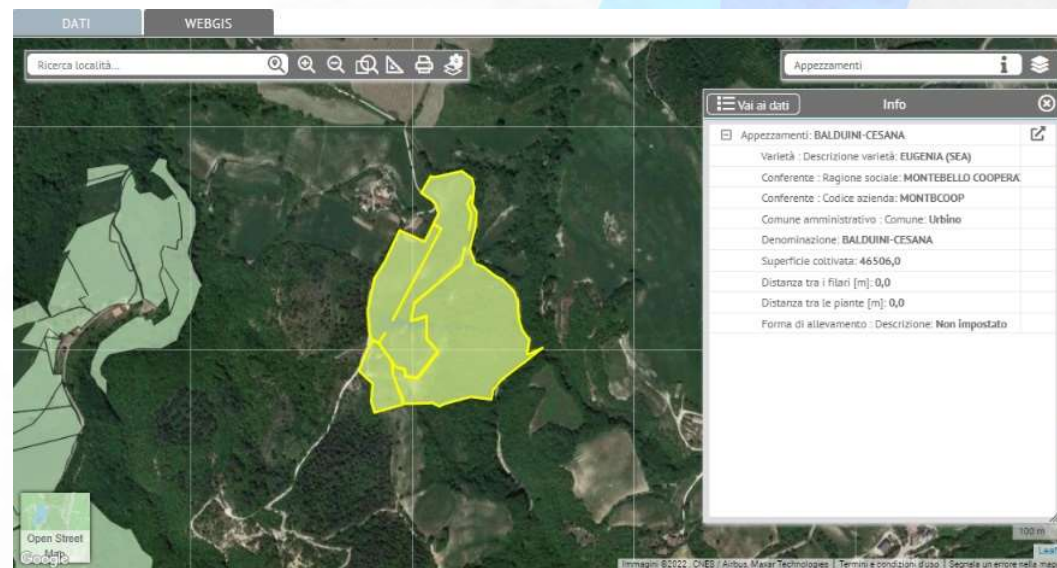 DATI
WEBGIS
Ricerca località...
Appezzamenti
Vai ai dati
Info
Appezzamenti: BALDUINI-CESANA
Varietà : Descrizione varietà: EUGENIA (SEA)
Conferente : Ragione sociale: MONTEBELLO COOPERA
Conferente : Codice azienda: MONTBCOOP
Comune amministrativo : Comune: Urbino
Denominazione: BALDUINI-CESANA
Superficie coltivata: 46506,0
Distanza tra i filari [m]: 0,0
Distanza tra le piante [m]: 0,0
Forma di allevamento : Descrizione: Non impostato
Open Street
Map
Google
100 m
Leaf
Immagini ©2022 , CNES / Airbus, Maxar Technologies | Termini e condizioni d'uso | Segnala un errore nella map